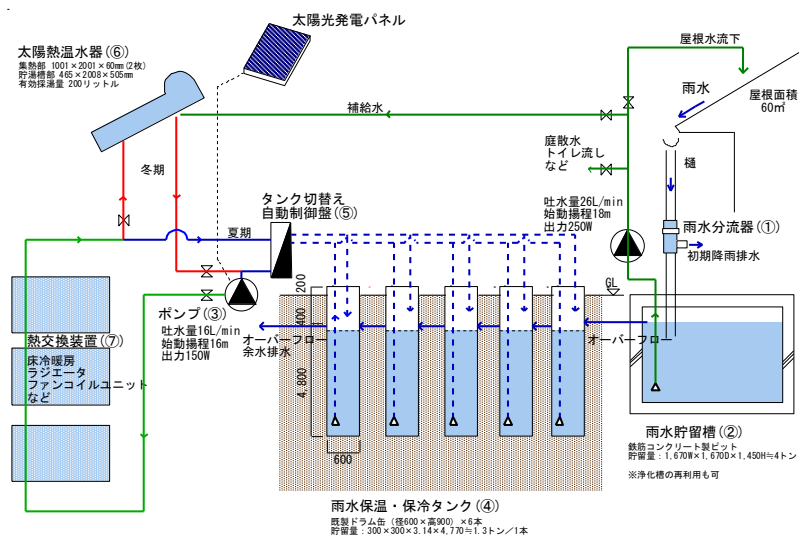 太陽光発電パネル
太陽熱温水器(⑥)
集熱部 1001×2001×60mm(2枚)
貯湯槽部 465×2008×505mm
有効採湯量 200リットル
屋根水流下
雨水
屋根面積
60㎡
補給水
庭散水
トイレ流し
など
樋
冬期
タンク切替え
自動制御盤(⑤)
吐水量26L/min
始動揚程18m
出力250W
雨水分流器(①)
初期降雨排水
夏期
GL
200
400
4,800
600
ポンプ(③)
吐水量16L/min
始動揚程16m
出力150W
オーバーフロー
余水排水
オーバーフロー
熱交換装置(⑦)
床冷暖房
ラジエータ
ファンコイルユニット
など
雨水貯留槽(②)
鉄筋コンクリート製ピット
貯留量:1,670W×1,670D×1,450H≒4トン
※浄化槽の再利用も可
雨水保温・保冷タンク(④)
既製ドラム缶(径600×高900)×6本
貯留量:300×300×3.14×4,770≒1.3トン/1本